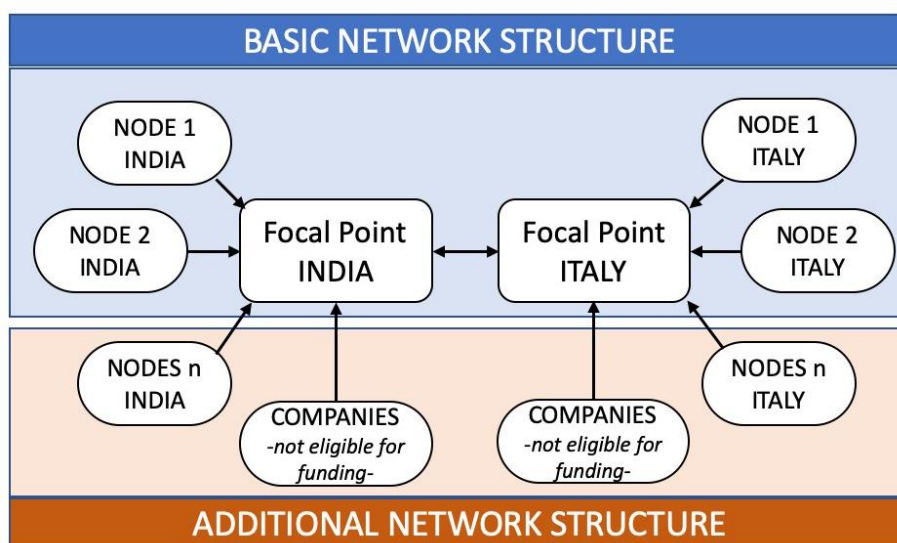 BASIC NETWORK STRUCTURE
NODE 1
INDIA
NODE 1
ITALY
NODE 2
INDIA
Focal Point
INDIA
Focal Point
ITALY
NODE 2
ITALY
NODES n
INDIA
COMPANIES
-not eligible for
funding-
COMPANIES
-not eligible for
funding-
NODES n
ITALY
ADDITIONAL NETWORK STRUCTURE